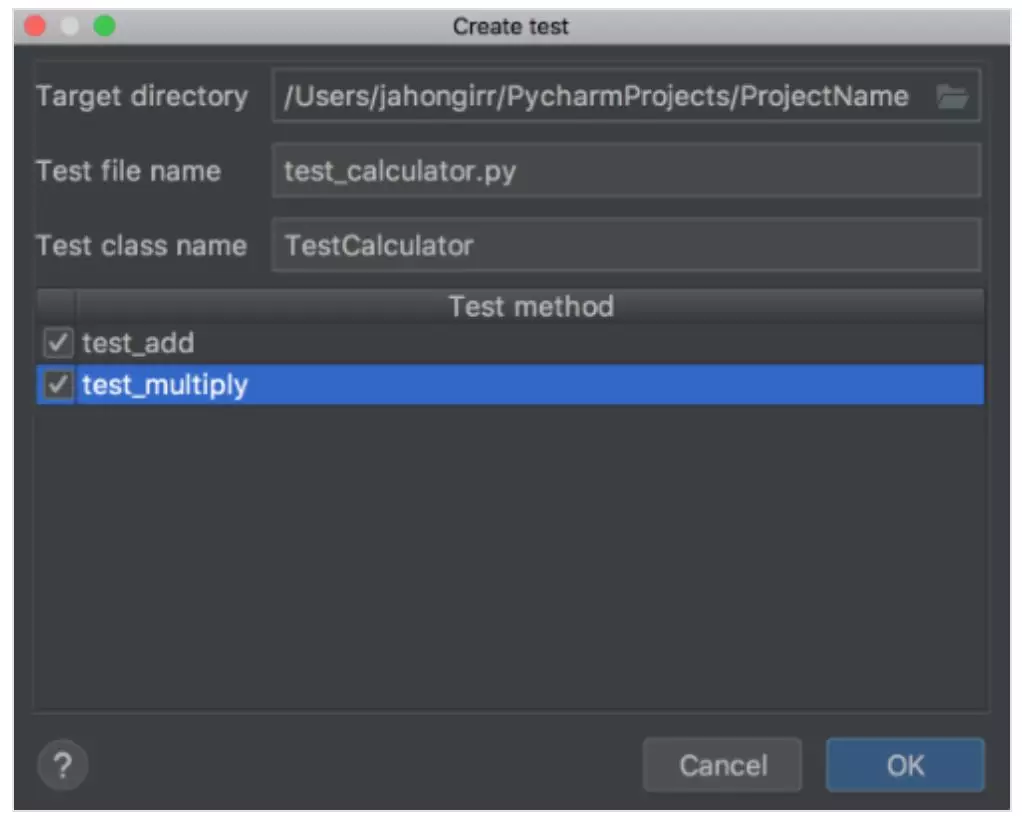 Create test
Target directory /Users/jahongirr/PycharmProjects/ProjectName
Test file name test_calculator.py
Test class name TestCalculator
Test method
test_add
test_multiply
? Cancel OK